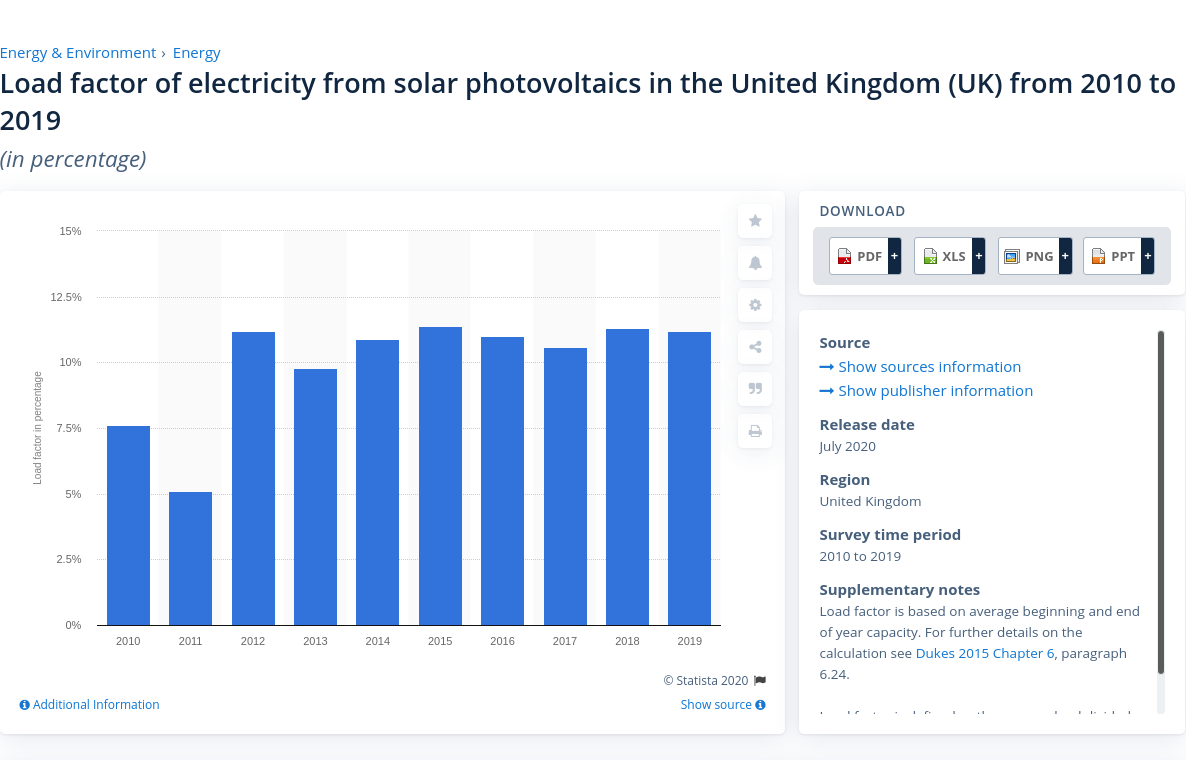 Energy & Environment › Energy
Load factor of electricity from solar photovoltaics in the United Kingdom (UK) from 2010 to
2019
(in percentage)
15%
12.5%
10%
7.5%
5%
2.5%
0%
Load factor in percentage
2010 2011 2012 2013 2014 2015 2016 2017 2018 2019
© Statista 2020
Additional Information
Show source
DOWNLOAD
PDF + XLS + PNG + PPT +
Source
Show sources information
Show publisher information
Release date
July 2020
Region
United Kingdom
Survey time period
2010 to 2019
Supplementary notes
Load factor is based on average beginning and end
of year capacity. For further details on the
calculation see Dukes 2015 Chapter 6, paragraph
6.24.